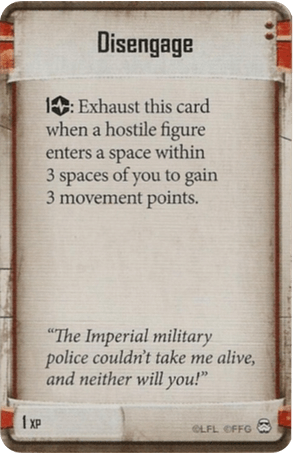 Disengage
1: Exhaust this card
when a hostile figure
enters a space within
3 spaces of you to gain
3 movement points.
“The Imperial military
police couldn’t take me alive,
and neither will you!”
1 XP
©LFL ©FFG